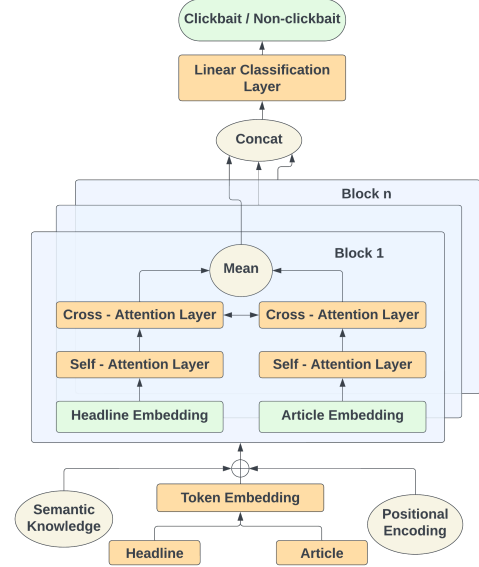 Clickbait / Non-clickbait
Linear Classification
Layer
Concat
Block n
Block 1
Mean
Cross - Attention Layer
Cross - Attention Layer
Self - Attention Layer
Self - Attention Layer
Headline Embedding
Article Embedding
Semantic
Knowledge
Token Embedding
Positional
Encoding
Headline
Article